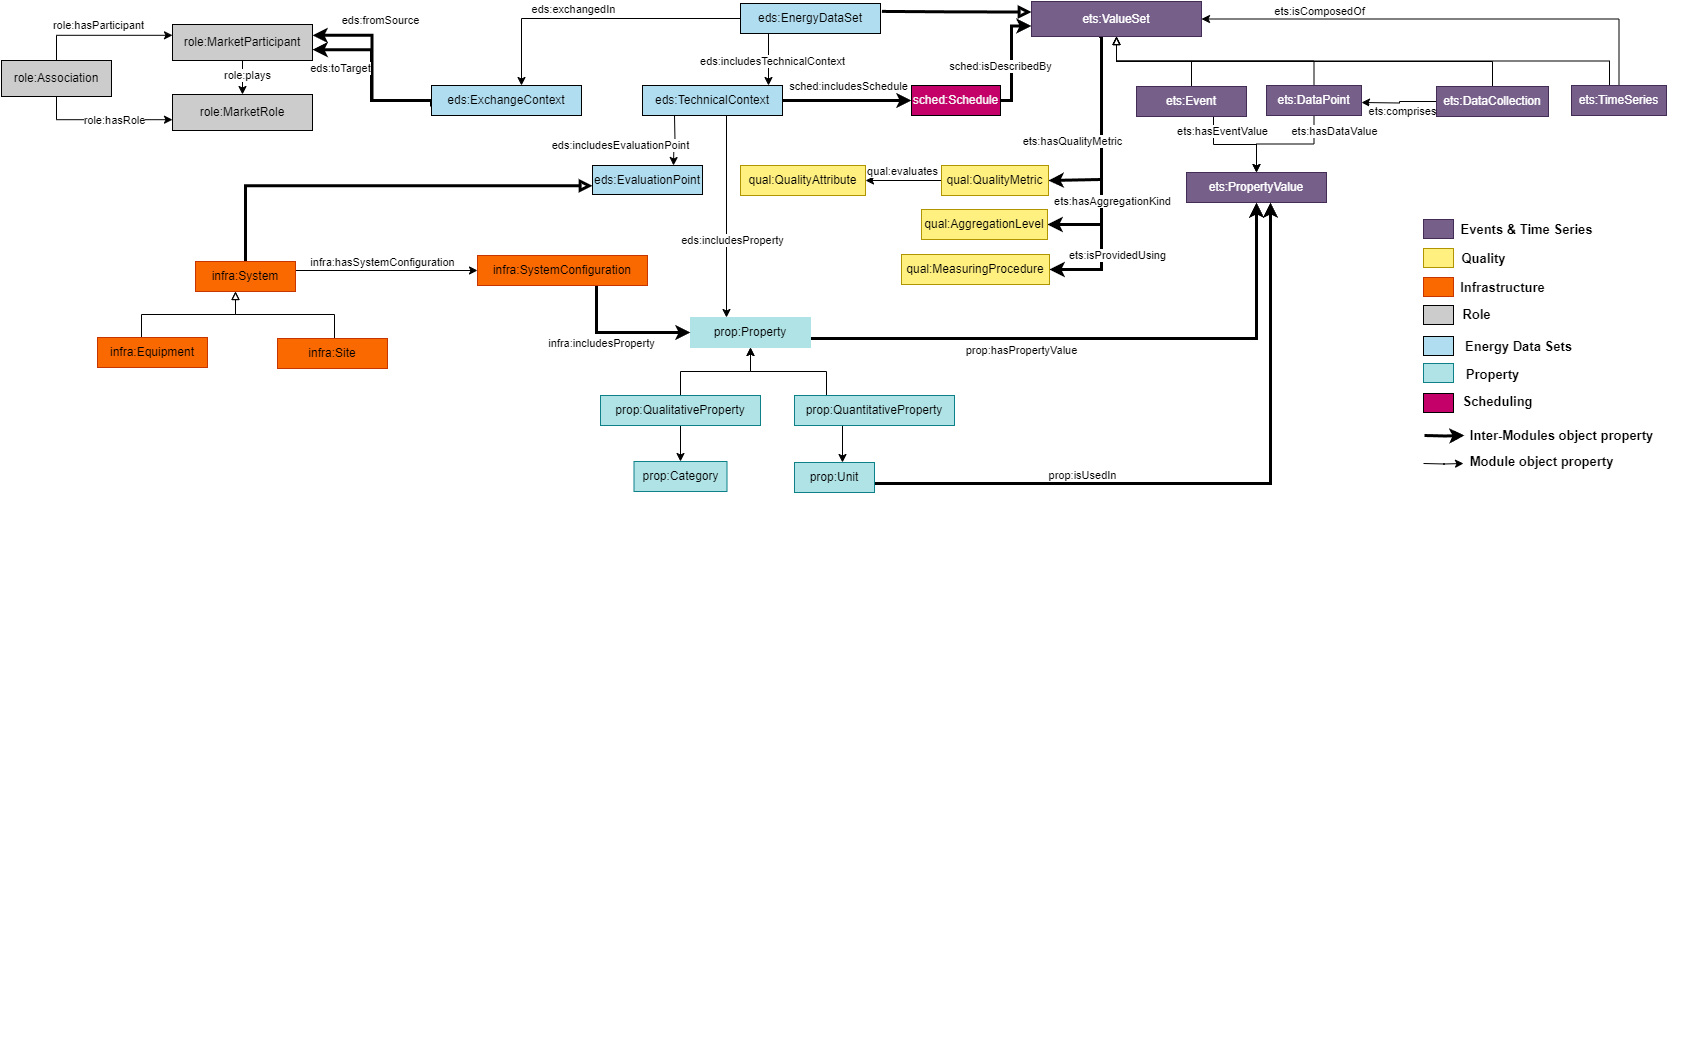 eds:fromSource
eds:exchangedIn
eds:EnergyDataSet
ets:ValueSet
ets:isComposedOf
role:hasParticipant
role:MarketParticipant
eds:toTarget
role:Association
role:plays
role:MarketRole
role:hasRole
eds:includesTechnicalContext
sched:isDescribedBy
sched:includesSchedule
eds:ExchangeContext
eds:TechnicalContext
sched:Schedule
ets:Event
ets:DataPoint
ets:comprises
ets:DataCollection
ets:TimeSeries
ets:hasEventValue
ets:hasDataValue
ets:hasQualityMetric
eds:includesEvaluationPoint
eds:EvaluationPoint
qual:QualityAttribute
qual:evaluates
qual:QualityMetric
ets:PropertyValue
ets:hasAggregationKind
qual:AggregationLevel
eds:includesProperty
ets:isProvidedUsing
qual:MeasuringProcedure
infra:System
infra:hasSystemConfiguration
infra:SystemConfiguration
infra:Equipment
infra:Site
infra:includesProperty
prop:Property
prop:hasPropertyValue
prop:QualitativeProperty
prop:QuantitativeProperty
prop:Category
prop:Unit
prop:isUsedIn
Events & Time Series
Quality
Infrastructure
Role
Energy Data Sets
Property
Scheduling
Inter-Modules object property
Module object property